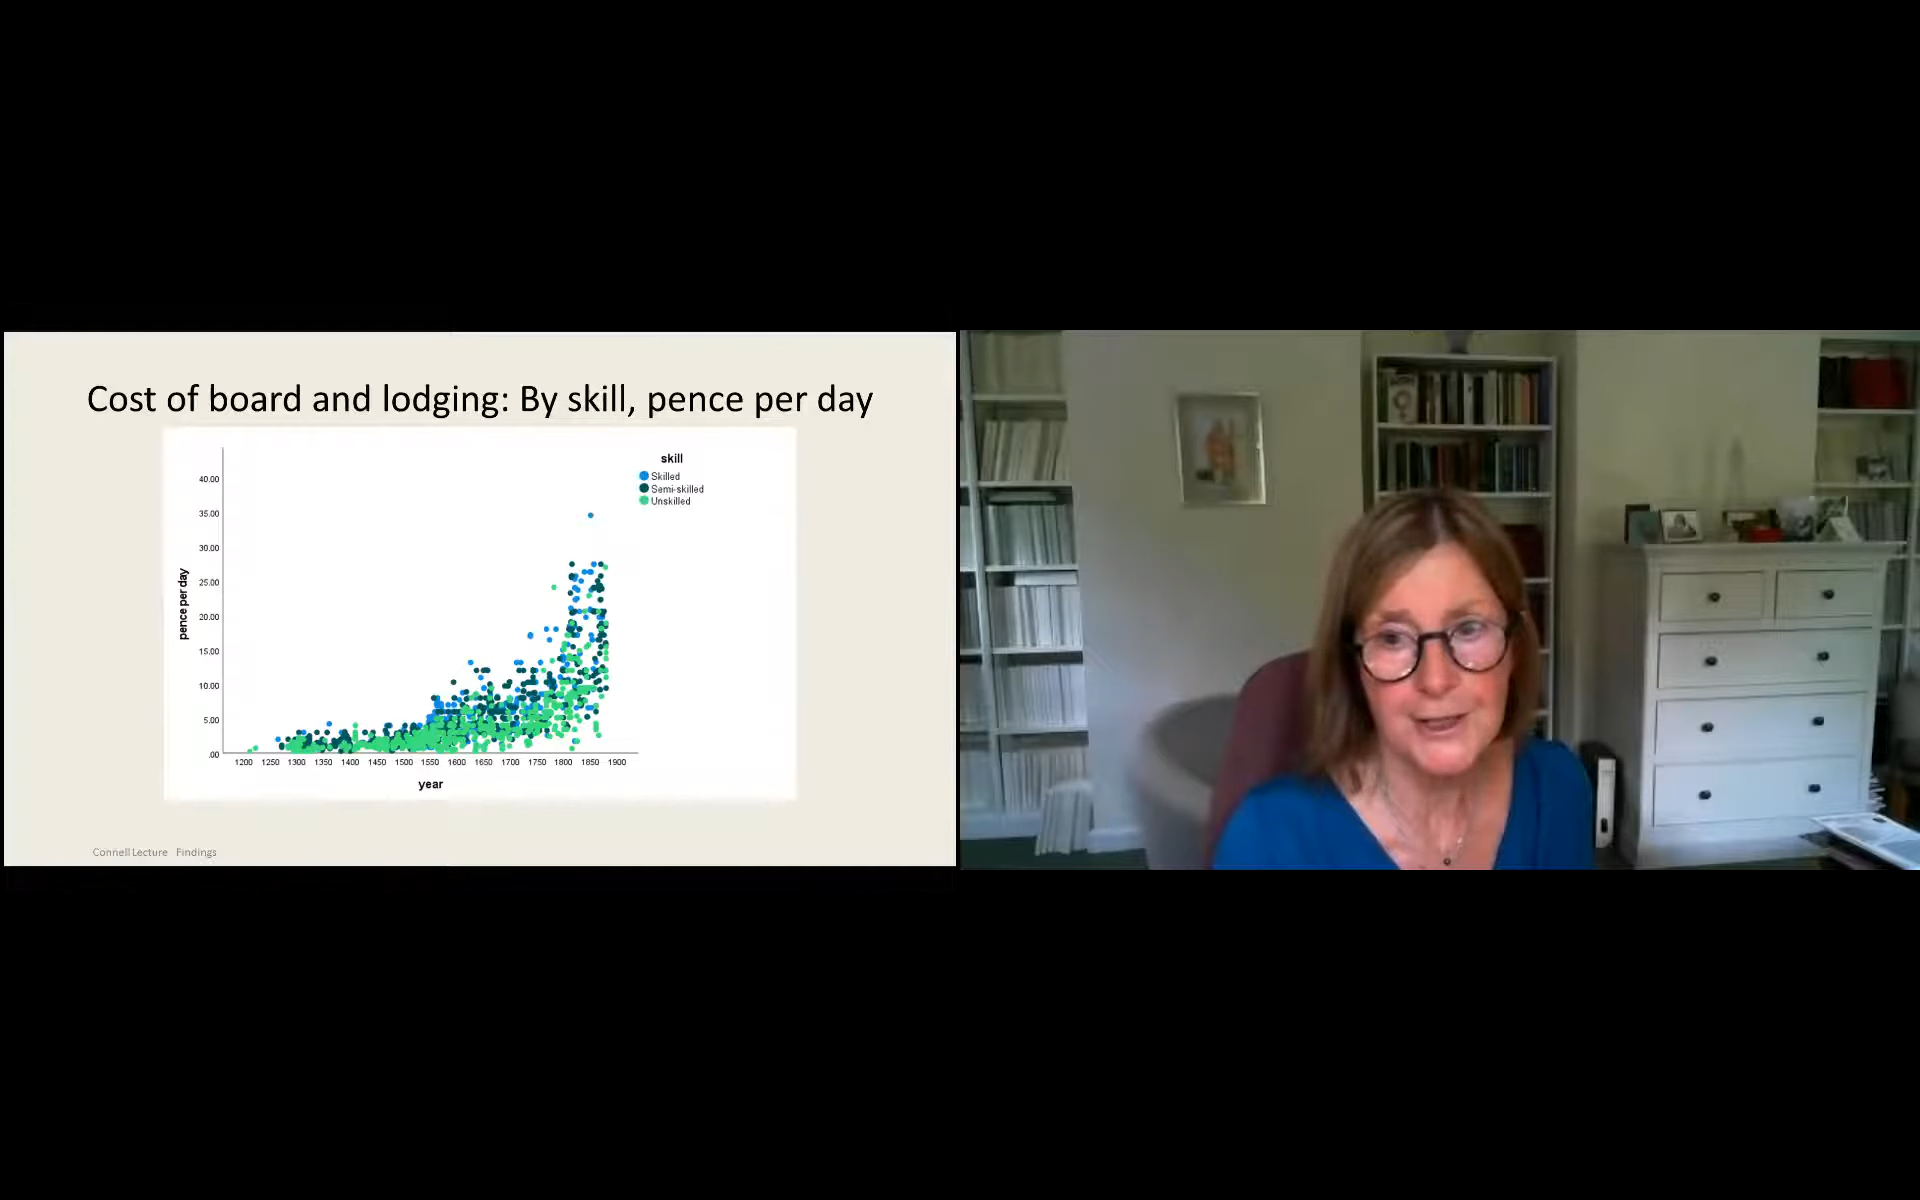 Cost of board and lodging: By skill, pence per day
skill
Skilled
Semi-skilled
Unskilled
pence per day
40.00
35.00
30.00
25.00
20.00
15.00
10.00
5.00
.00
1200 1250 1300 1350 1400 1450 1500 1550 1600 1650 1700 1750 1800 1850 1900
year
Connell Lecture Findings